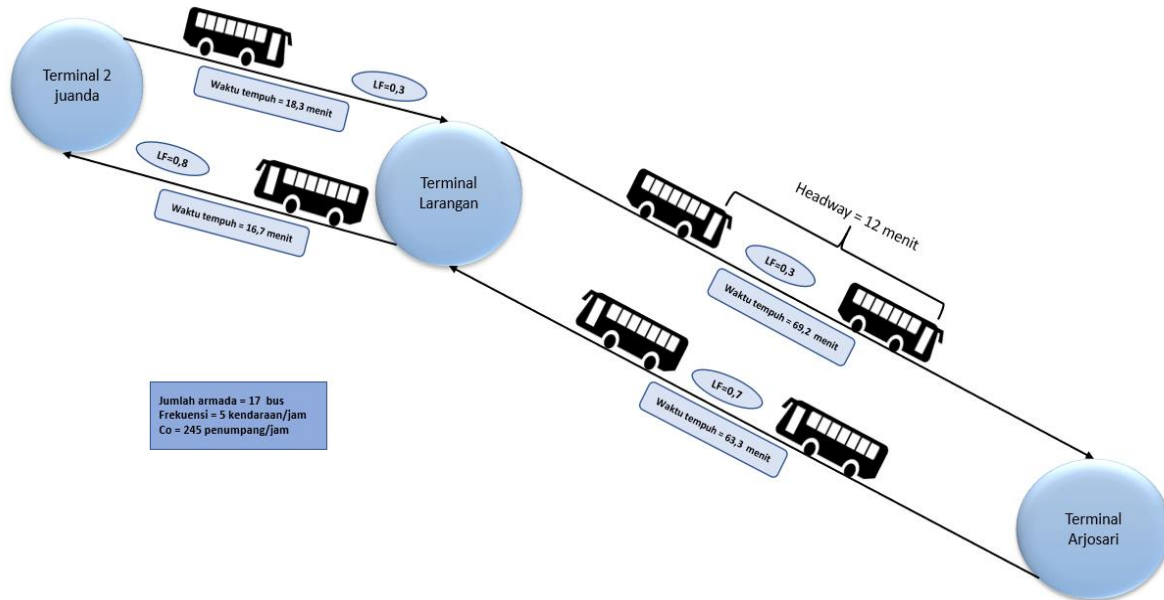 Terminal 2
juanda
Waktu tempuh = 18,3 menit
LF=0,3
LF=0,8
Waktu tempuh = 16,7 menit
Terminal
Larangan
Headway = 12 menit
LF=0,3
Waktu tempuh = 69,2 menit
LF=0,7
Waktu tempuh = 63,3 menit
Jumlah armada = 17 bus
Frekuensi = 5 kendaraan/jam
Co = 245 penumpang/jam
Terminal
Arjosari